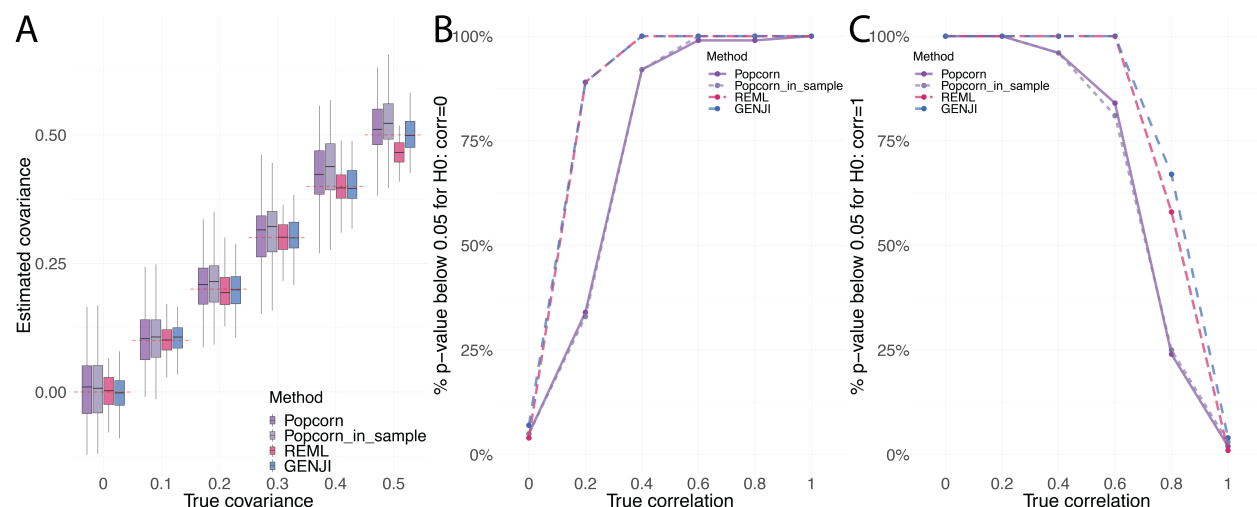 A
Estimated covariance
0.50
0.25
0.00
0
0.1
0.2
0.3
0.4
0.5
True covariance
Method
Popcorn
Popcorn_in_sample
REML
GENJI
B
% p−value below 0.05 for H0: corr=0
100%
75%
50%
25%
0%
0
0.2
0.4
0.6
0.8
1
True correlation
Method
Popcorn
Popcorn_in_sample
REML
GENJI
C
% p−value below 0.05 for H0: corr=1
100%
75%
50%
25%
0%
0
0.2
0.4
0.6
0.8
1
True correlation
Method
Popcorn
Popcorn_in_sample
REML
GENJI